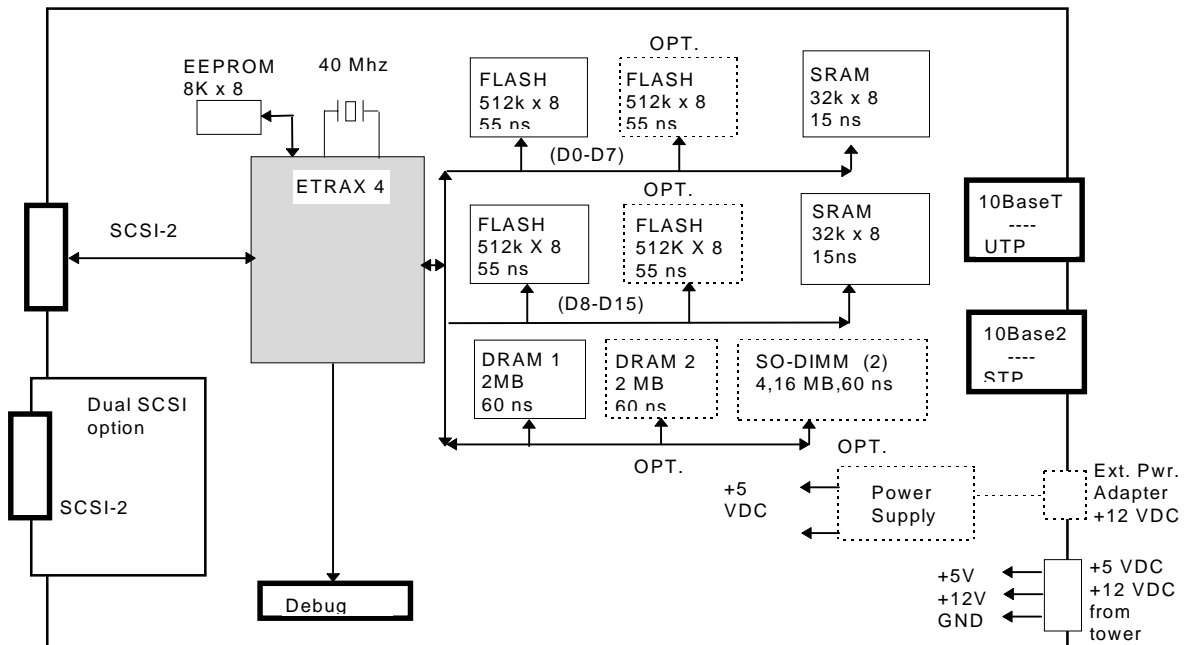 EEPROM
8K x 8
40 Mhz
FLASH
512k x 8
55 ns
OPT.
FLASH
512k x 8
55 ns
SRAM
32k x 8
15 ns
(D0-D7)
ETRAX 4
OPT.
FLASH
512k X 8
55 ns
FLASH
512K X 8
55 ns
SRAM
32k x 8
15ns
(D8-D15)
10BaseT
----
UTP
SCSI-2
10Base2
----
STP
DRAM 1
2MB
60 ns
DRAM 2
2 MB
60 ns
SO-DIMM (2)
4,16 MB,60 ns
OPT.
OPT.
Dual SCSI
option
SCSI-2
+5
VDC
Power
Supply
Ext. Pwr.
Adapter
+12 VDC
Debug
+5V
+12V
GND
+5 VDC
+12 VDC
from
tower